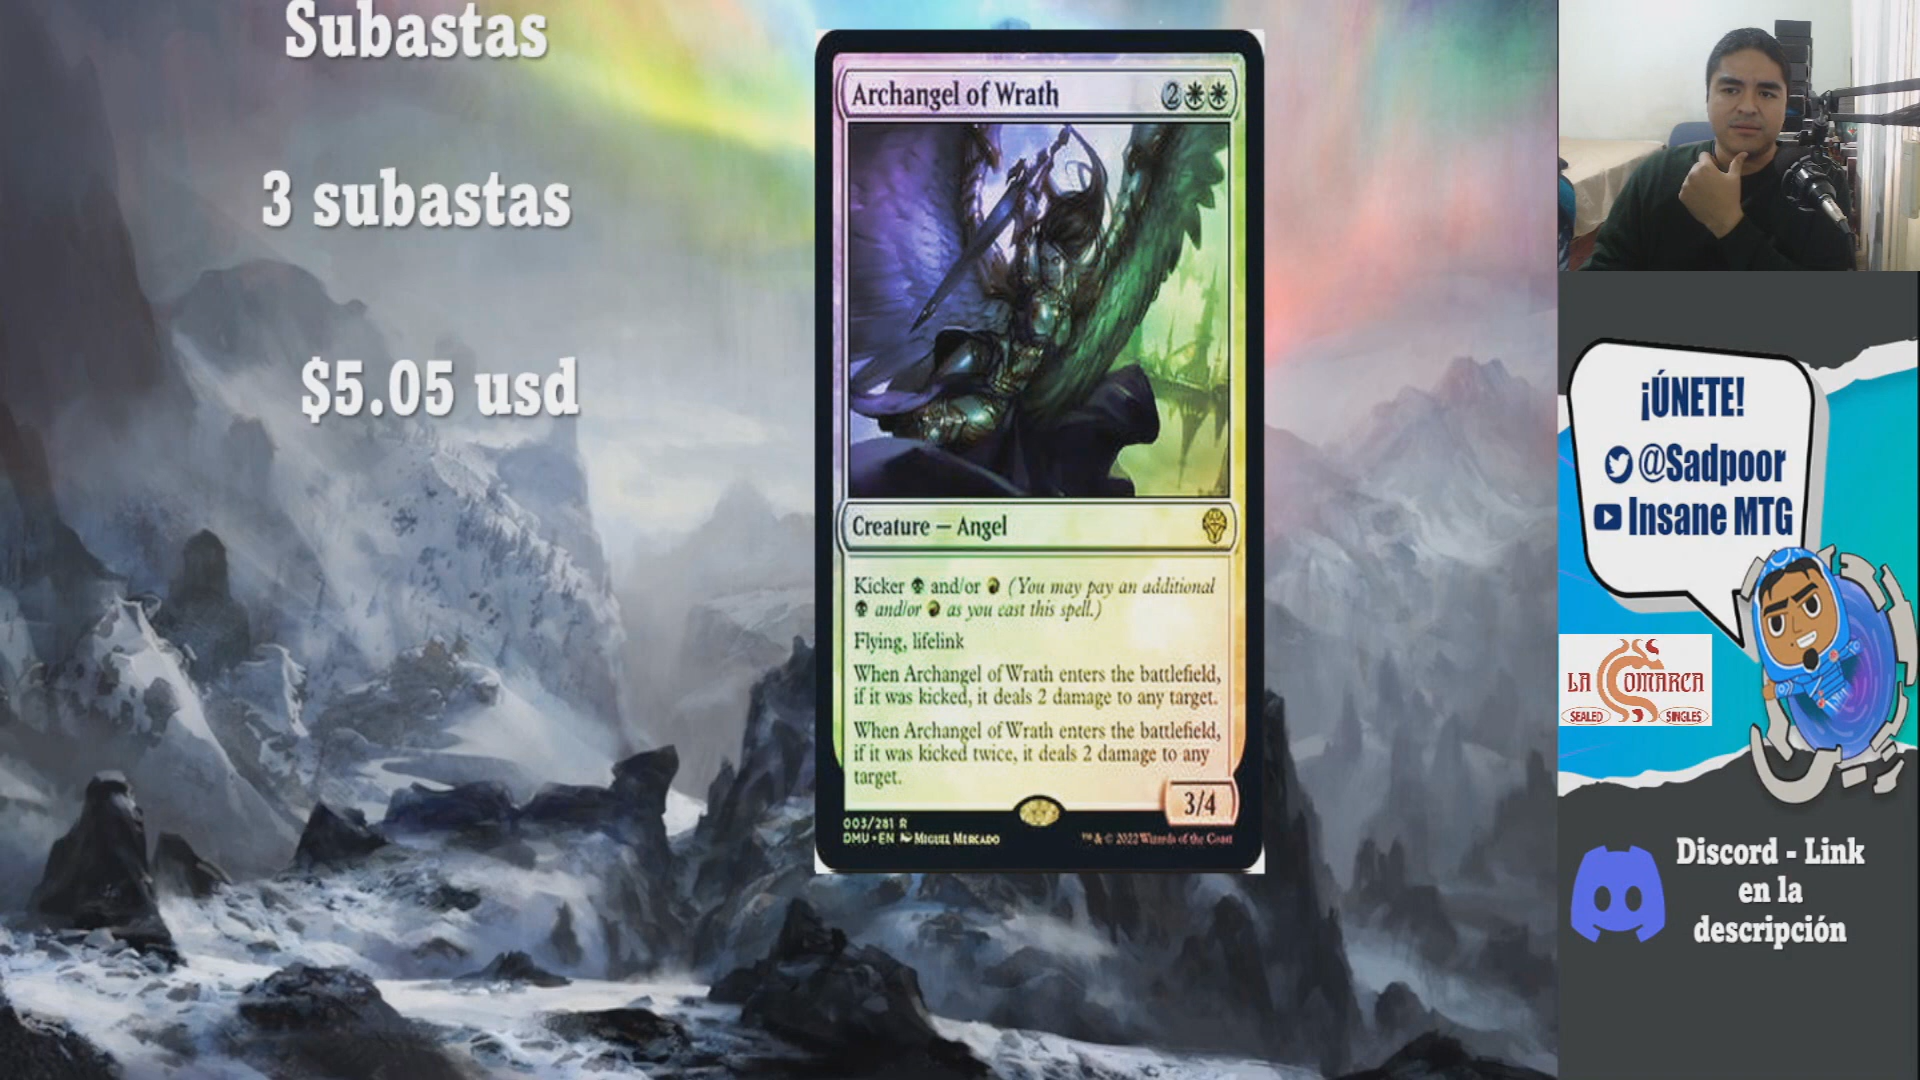 Subastas
3 subastas
$5.05 usd
Archangel of Wrath
2
Creature — Angel
Kicker and/or (You may pay an additional
and/or as you cast this spell.)
Flying, lifelink
When Archangel of Wrath enters the battlefield,
if it was kicked, it deals 2 damage to any target.
When Archangel of Wrath enters the battlefield,
if it was kicked twice, it deals 2 damage to any
target.
3/4
003/281 R
DMU • EN Miguel Mercado
™ & © 2022 Wizards of the Coast
¡ÚNETE!
@Sadpoor
Insane MTG
LA COMARCA
SEALED SINGLES
Discord - Link
en la
descripción